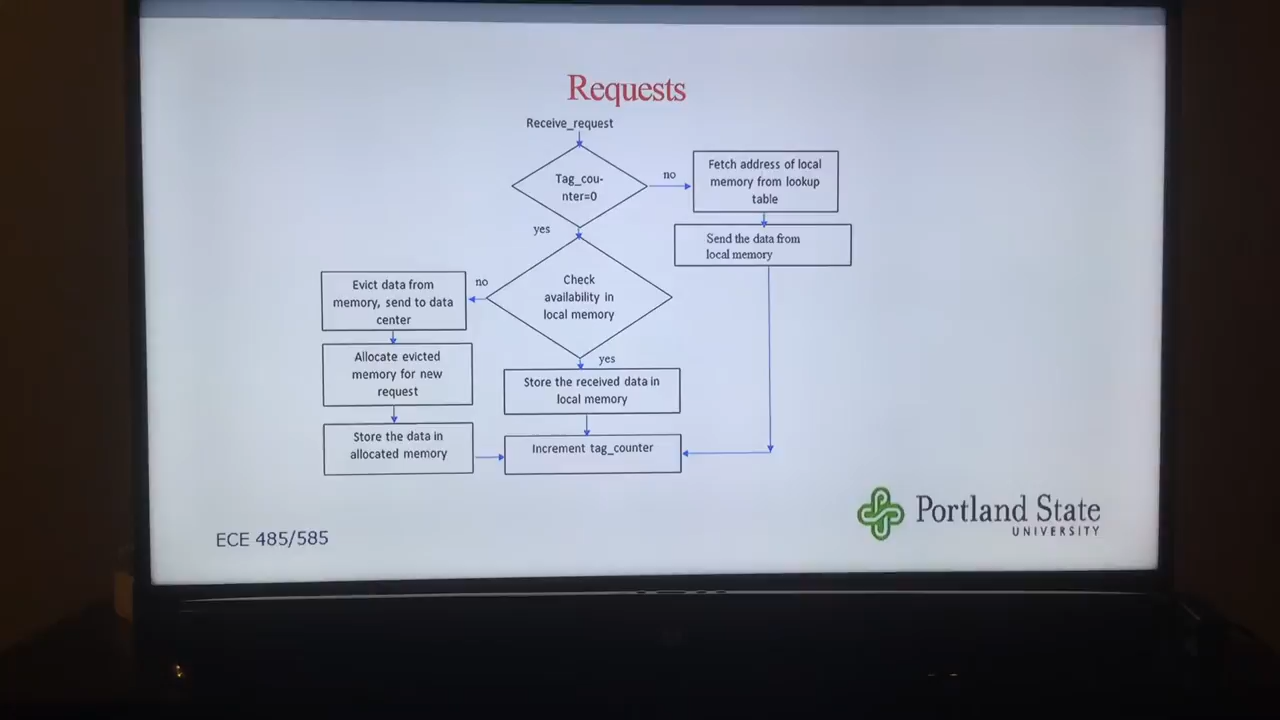 Requests
Receive_request
Tag_cou-
nter=0
no
Fetch address of local
memory from lookup
table
Send the data from
local memory
yes
Check
availability in
local memory
no
Evict data from
memory, send to data
center
Allocate evicted
memory for new
request
Store the data in
allocated memory
yes
Store the received data in
local memory
Increment tag_counter
ECE 485/585
Portland State
UNIVERSITY